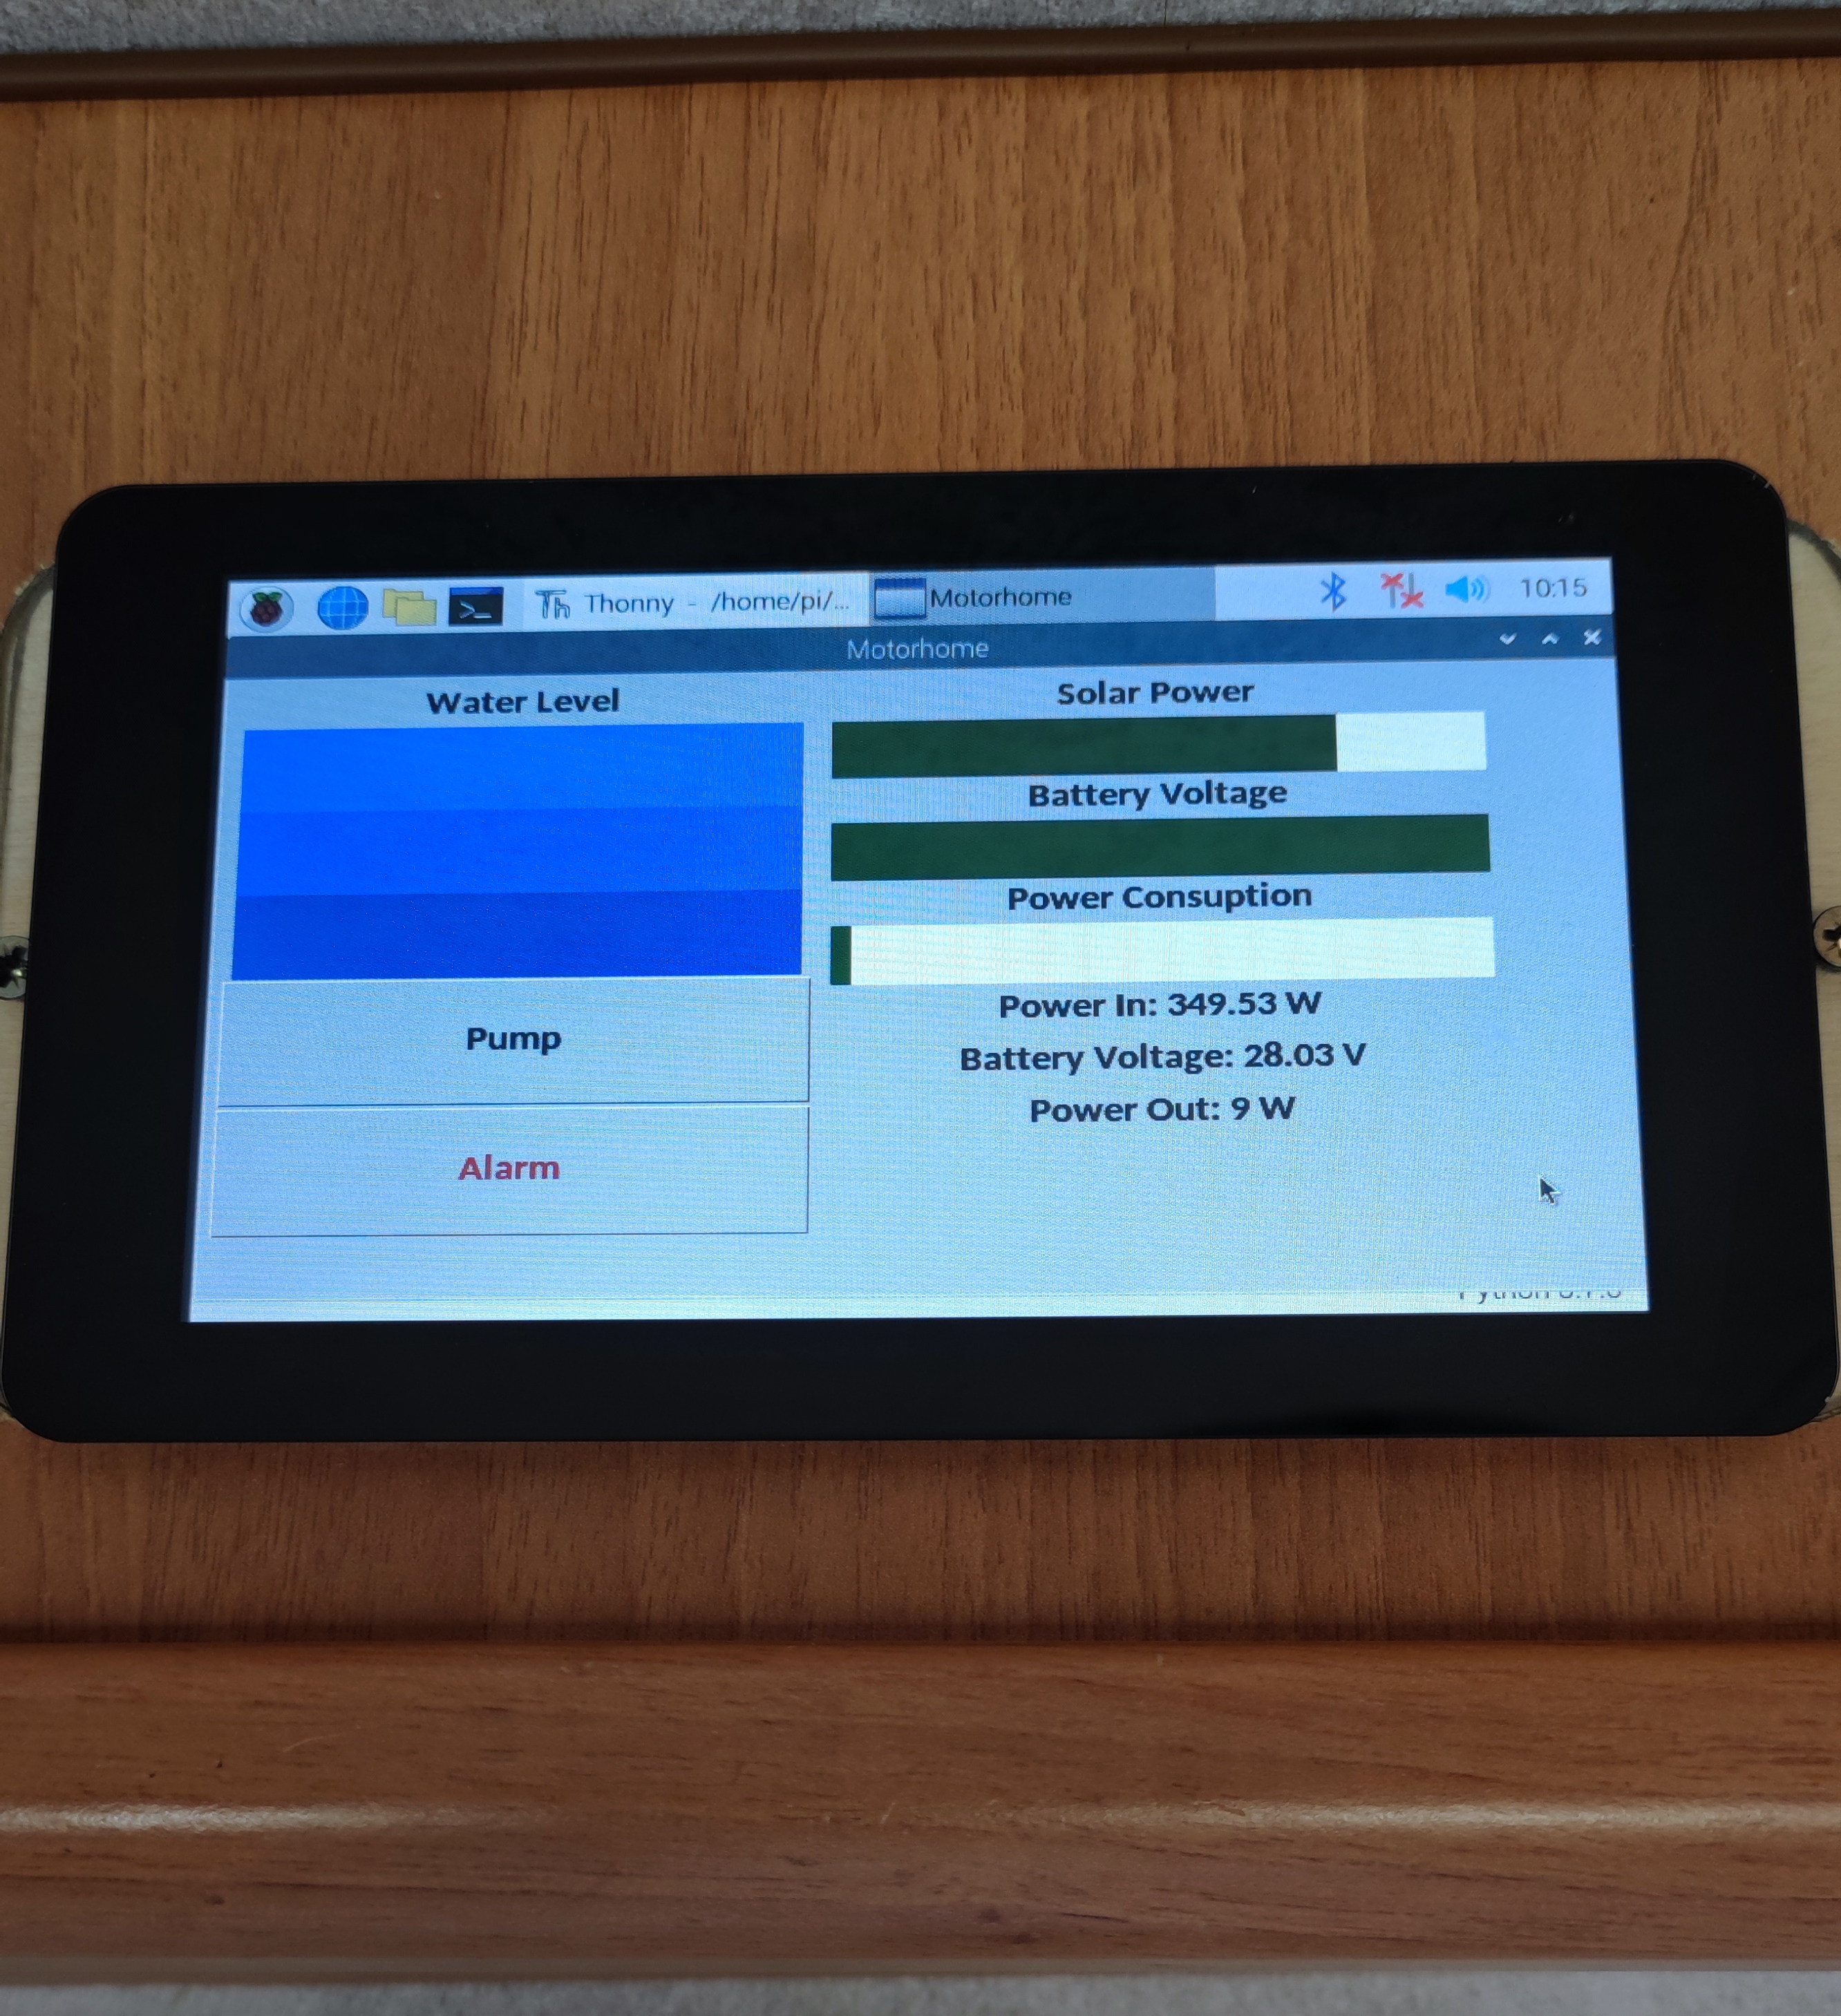 Thonny - /home/pi/...
Motorhome
10:15
Motorhome
Water Level
Pump
Alarm
Solar Power
Battery Voltage
Power Consuption
Power In: 349.53 W
Battery Voltage: 28.03 V
Power Out: 9 W
Python